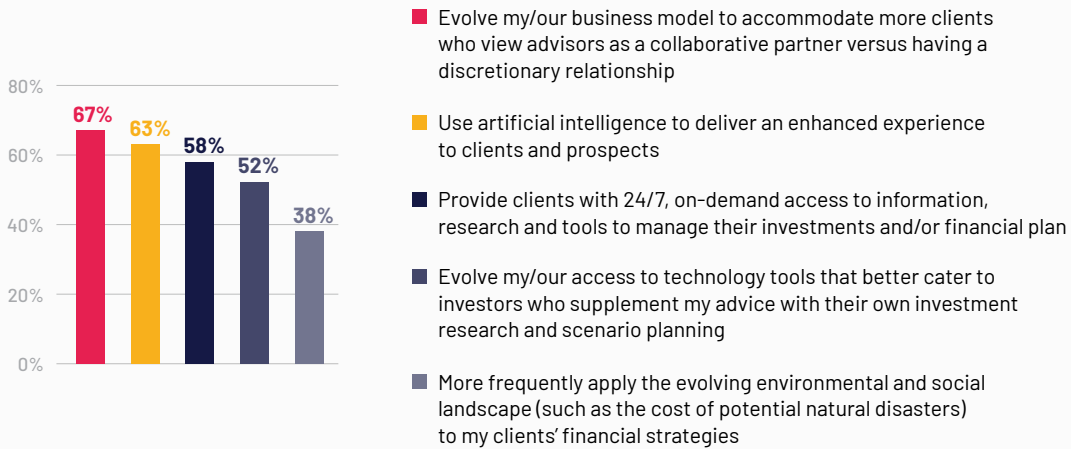 80%
60%
40%
20%
0%
67%
63%
58%
52%
38%
Evolve my/our business model to accommodate more clients
who view advisors as a collaborative partner versus having a
discretionary relationship
Use artificial intelligence to deliver an enhanced experience
to clients and prospects
Provide clients with 24/7, on-demand access to information,
research and tools to manage their investments and/or financial plan
Evolve my/our access to technology tools that better cater to
investors who supplement my advice with their own investment
research and scenario planning
More frequently apply the evolving environmental and social
landscape (such as the cost of potential natural disasters)
to my clients’ financial strategies